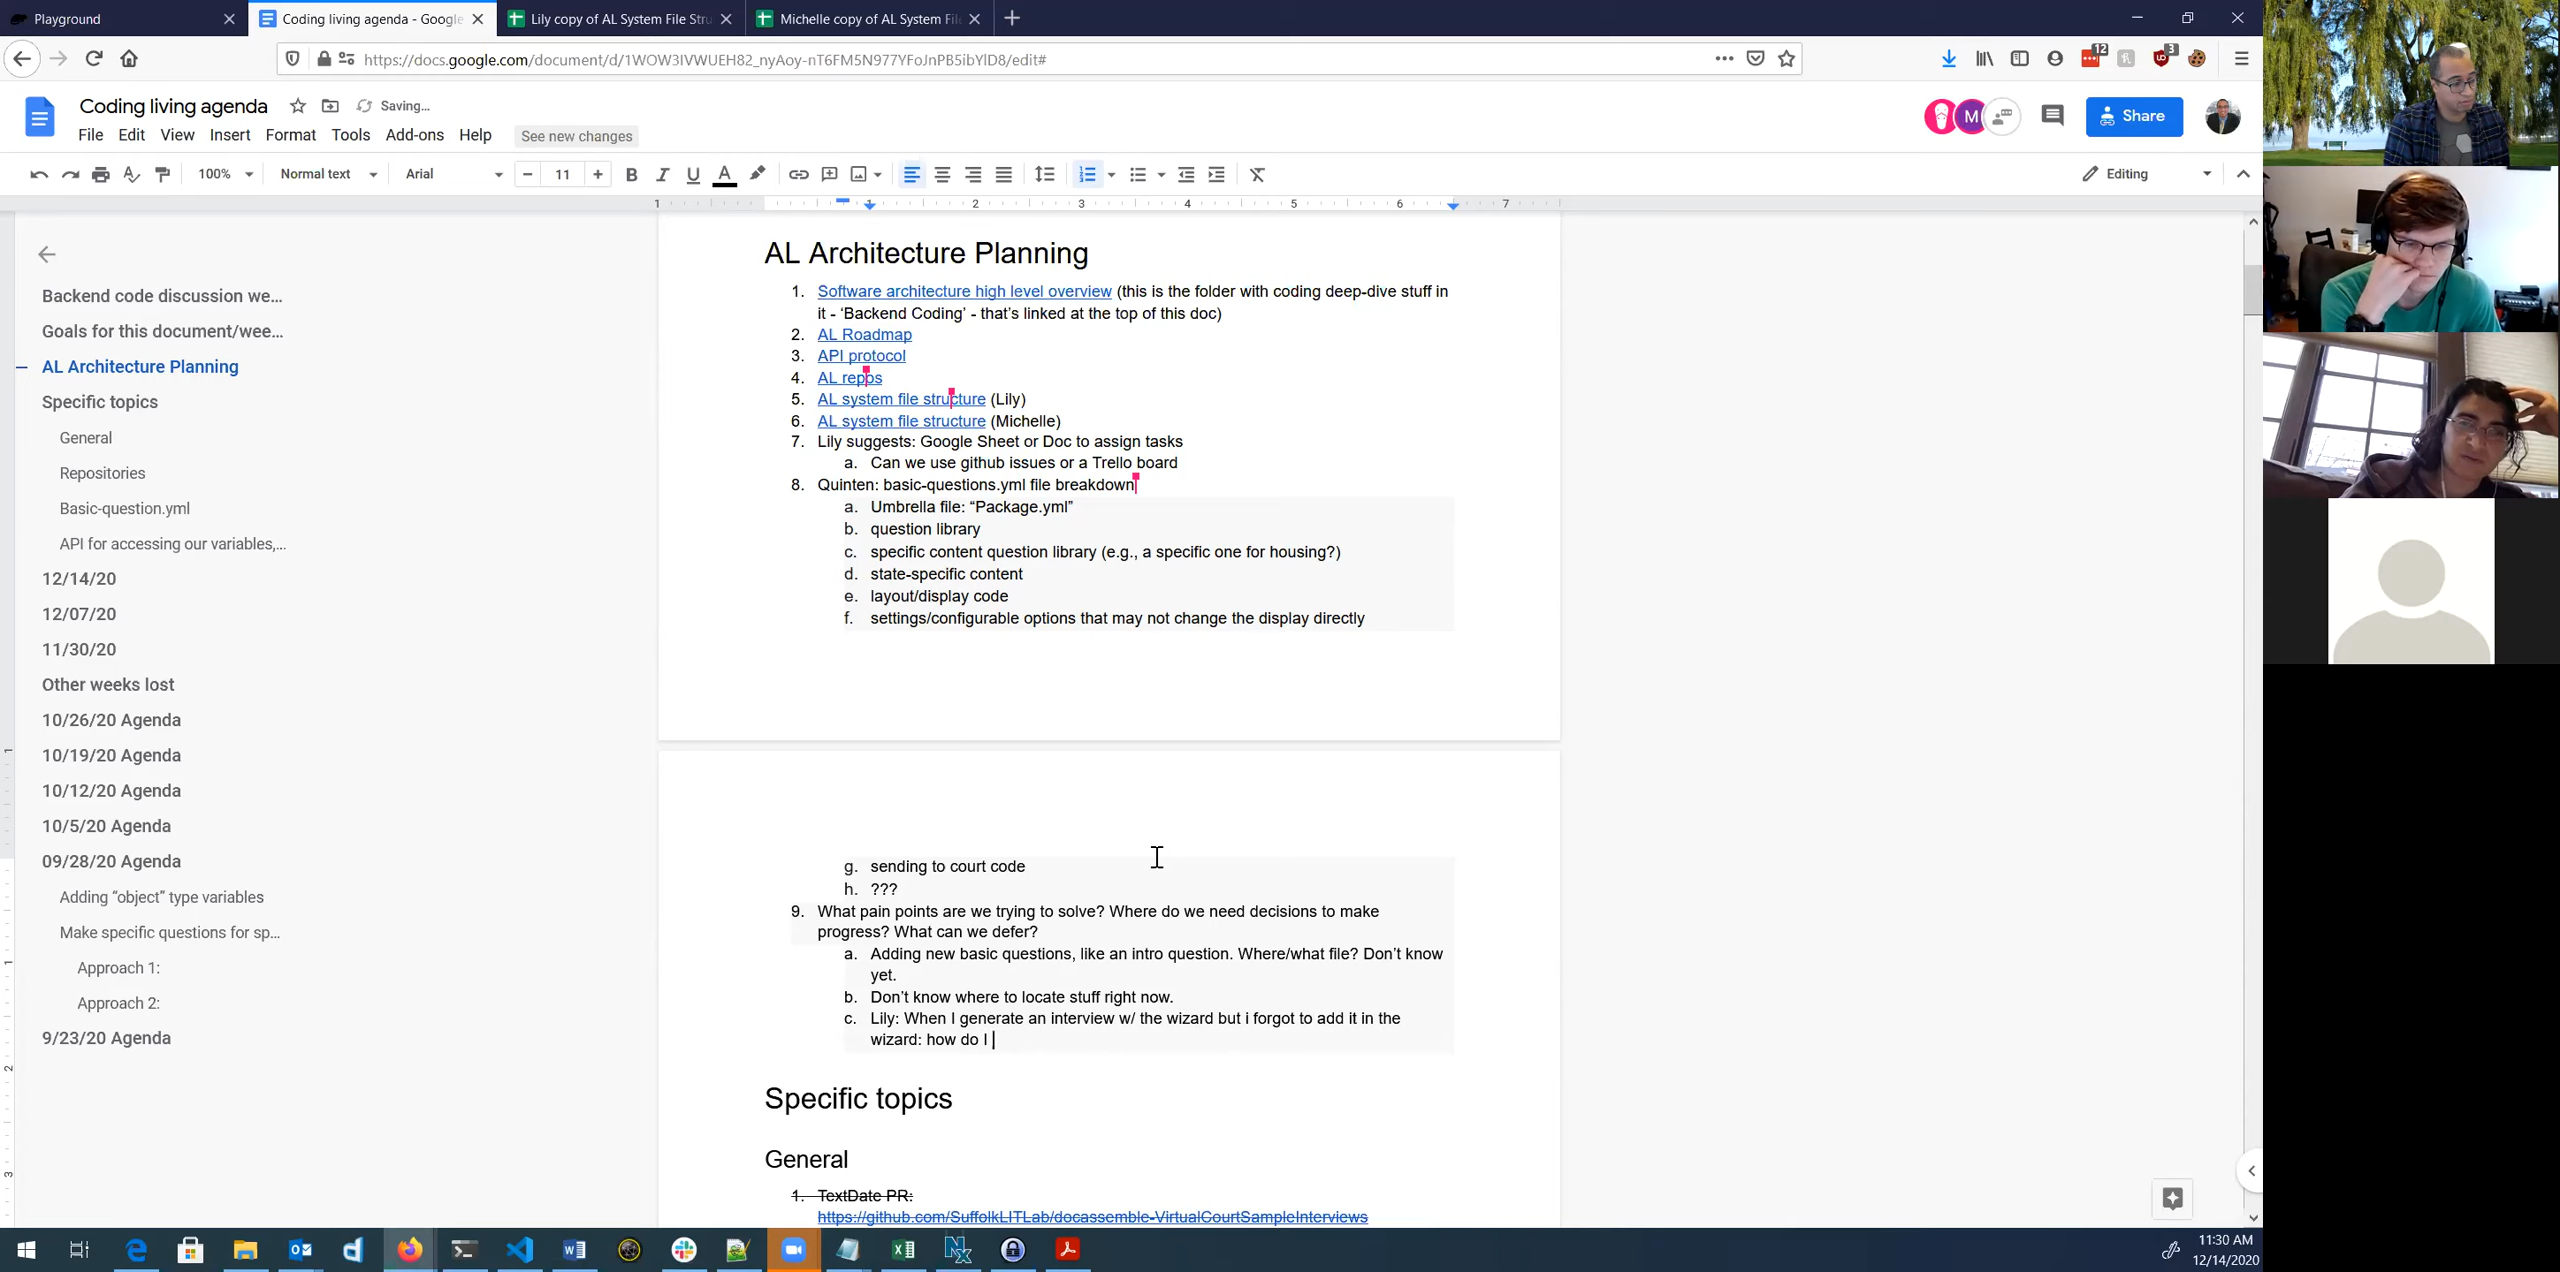 Playground
Coding living agenda - Google
Lily copy of AL System File Stru
Michelle copy of AL System Fil
https://docs.google.com/document/d/1WOW3IVWUEH82_nyAoy-nT6FM5N977YFoJnPB5ibYlD8/edit#
12
3
Coding living agenda
Saving...
File Edit View Insert Format Tools Add-ons Help See new changes
M
Share
100% Normal text Arial 11 B I U A
Editing
1 1 2 3 4 5 6 7
Backend code discussion we...
Goals for this document/wee...
AL Architecture Planning
Specific topics
General
Repositories
Basic-question.yml
API for accessing our variables,...
12/14/20
12/07/20
11/30/20
Other weeks lost
10/26/20 Agenda
10/19/20 Agenda
10/12/20 Agenda
10/5/20 Agenda
09/28/20 Agenda
Adding “object” type variables
Make specific questions for sp...
Approach 1:
Approach 2:
9/23/20 Agenda
1
1
2
3
AL Architecture Planning
1. Software architecture high level overview (this is the folder with coding deep-dive stuff in
it - ‘Backend Coding’ - that’s linked at the top of this doc)
2. AL Roadmap
3. API protocol
4. AL repos
5. AL system file structure (Lily)
6. AL system file structure (Michelle)
7. Lily suggests: Google Sheet or Doc to assign tasks
a. Can we use github issues or a Trello board
8. Quinten: basic-questions.yml file breakdown
a. Umbrella file: “Package.yml”
b. question library
c. specific content question library (e.g., a specific one for housing?)
d. state-specific content
e. layout/display code
f. settings/configurable options that may not change the display directly
g. sending to court code
h. ???
9. What pain points are we trying to solve? Where do we need decisions to make
progress? What can we defer?
a. Adding new basic questions, like an intro question. Where/what file? Don’t know
yet.
b. Don’t know where to locate stuff right now.
c. Lily: When I generate an interview w/ the wizard but i forgot to add it in the
wizard: how do I
Specific topics
General
1. TextDate PR:
https://github.com/SuffolkLITLab/docassemble-VirtualCourtSampleInterviews
11:30 AM
12/14/2020